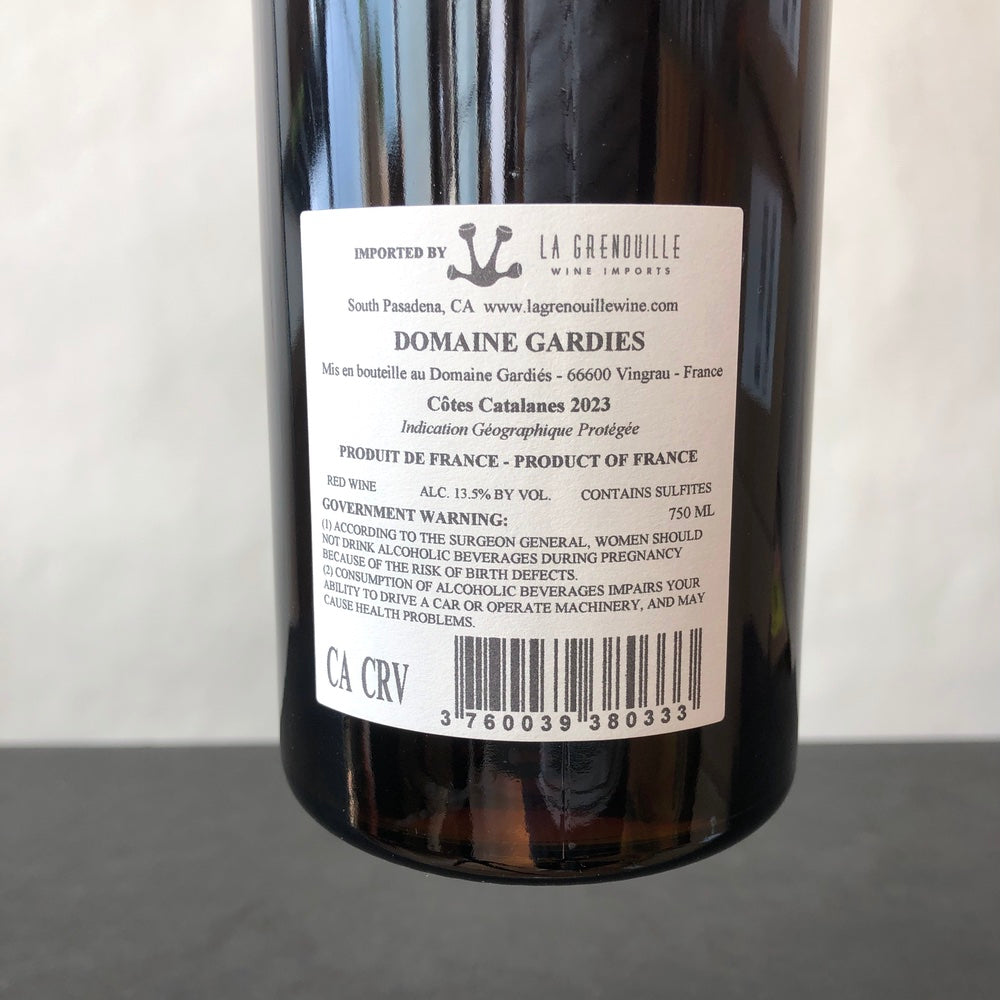 IMPORTED BY LA GRENOUILLE
WINE IMPORTS
South Pasadena, CA www.lagrenouillewine.com
DOMAINE GARDIES
Mis en bouteille au Domaine Gardiés - 66600 Vingrau - France
Côtes Catalanes 2023
Indication Géographique Protégée
PRODUIT DE FRANCE - PRODUCT OF FRANCE
RED WINE ALC. 13.5% BY VOL. CONTAINS SULFITES
GOVERNMENT WARNING: 750 ML
(1) ACCORDING TO THE SURGEON GENERAL, WOMEN SHOULD
NOT DRINK ALCOHOLIC BEVERAGES DURING PREGNANCY
BECAUSE OF THE RISK OF BIRTH DEFECTS.
(2) CONSUMPTION OF ALCOHOLIC BEVERAGES IMPAIRS YOUR
ABILITY TO DRIVE A CAR OR OPERATE MACHINERY, AND MAY
CAUSE HEALTH PROBLEMS.
CA CRV
3 760039 380333